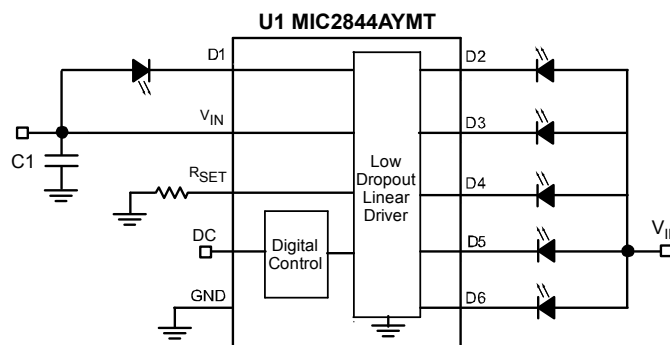 U1 MIC2844AYMT
D1
D2
VIN
D3
C1
Low
Dropout
Linear
Driver
RSET
D4
DC
Digital
Control
D5
VI
GND
D6